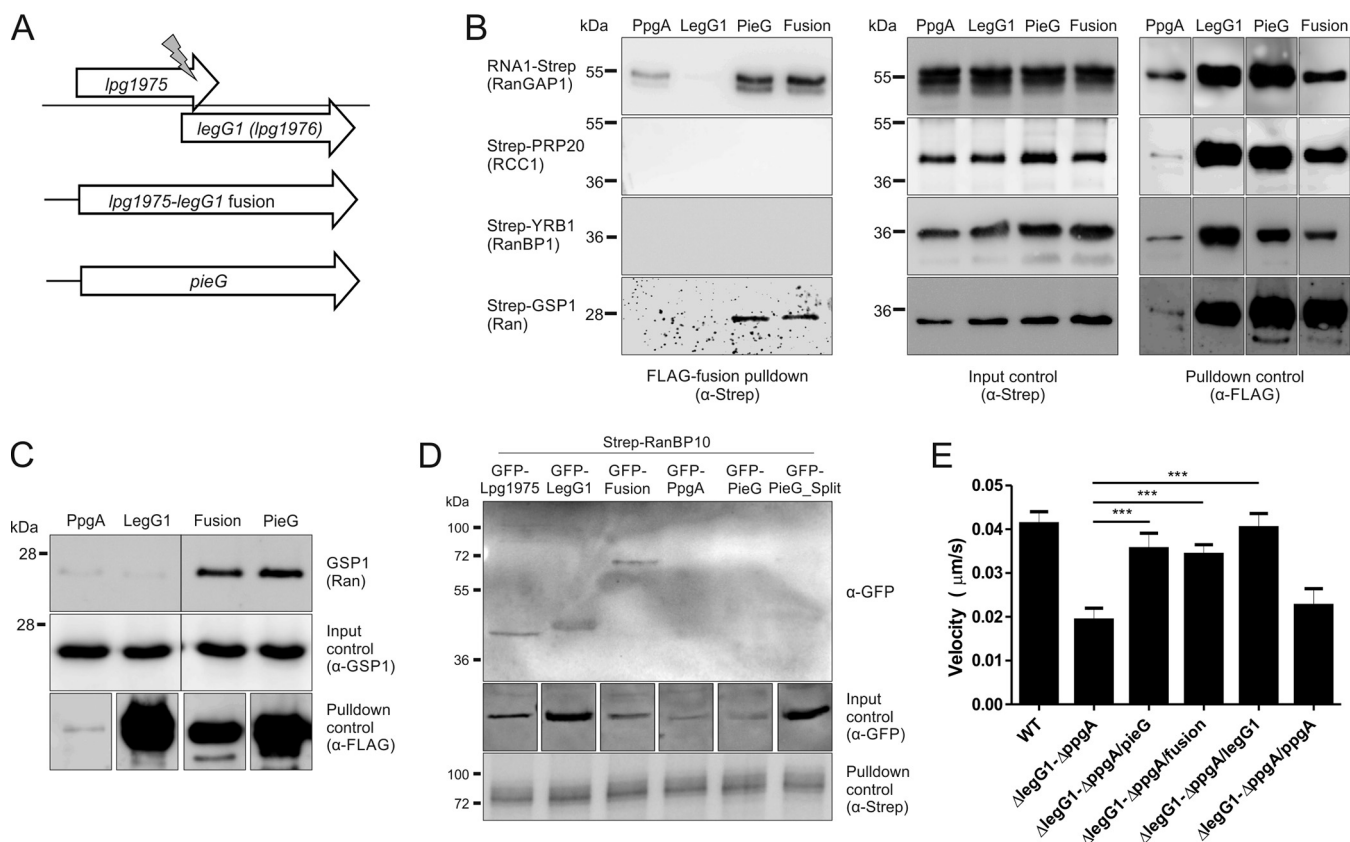 A
lpg1975
legG1 (lpg1976)
lpg1975-legG1 fusion
pieG
B
kDa
PpgA LegG1 PieG Fusion
kDa
PpgA LegG1 PieG Fusion
PpgA LegG1 PieG Fusion
RNA1-Strep
(RanGAP1)
55
55
Strep-PRP20
(RCC1)
55
36
55
36
Strep-YRB1
(RanBP1)
36
36
Strep-GSP1
(Ran)
28
36
FLAG-fusion pulldown
(α-Strep)
Input control
(α-Strep)
Pulldown control
(α-FLAG)
C
kDa
PpgA LegG1 Fusion PieG
28
GSP1
(Ran)
28
Input
control
(α-GSP1)
Pulldown
control
(α-FLAG)
D
Strep-RanBP10
GFP-
Lpg1975
GFP-
LegG1
GFP-
Fusion
GFP-
PpgA
GFP-
PieG
GFP-
PieG_Split
kDa
100
72
55
36
α-GFP
Input
control
(α-GFP)
100
72
Pulldown
control
(α-Strep)
E
Velocity ( μm/s)
0.05
0.04
0.03
0.02
0.01
0.00
***
***
***
WT
ΔlegG1-ΔppgA
ΔlegG1-ΔppgA/pieG
ΔlegG1-ΔppgA/fusion
ΔlegG1-ΔppgA/legG1
ΔlegG1-ΔppgA/ppgA